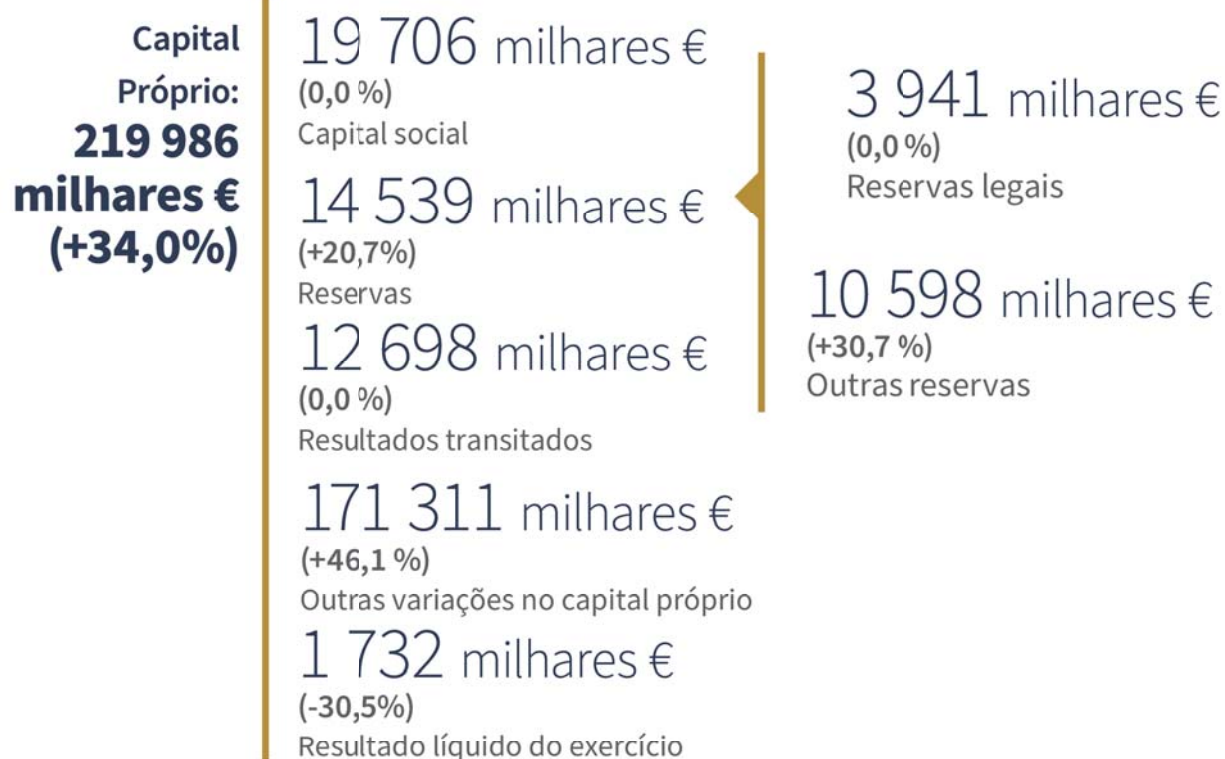 Capital
Próprio:
219 986
milhares €
(+34,0%)
19 706 milhares €
(0,0 %)
Capital social
14 539 milhares €
(+20,7%)
Reservas
12 698 milhares €
(0,0 %)
Resultados transitados
171 311 milhares €
(+46,1 %)
Outras variações no capital próprio
1 732 milhares €
(-30,5%)
Resultado líquido do exercício
3 941 milhares €
(0,0 %)
Reservas legais
10 598 milhares €
(+30,7 %)
Outras reservas